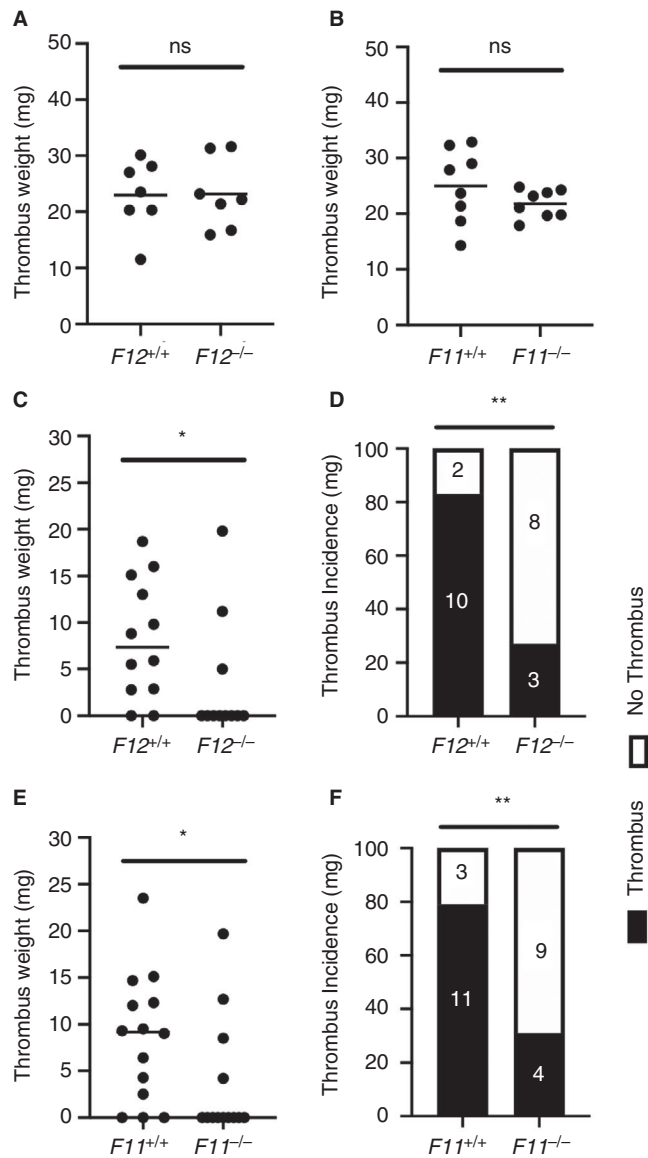 A
ns
Thrombus weight (mg)
50
40
30
20
10
0
F12+/+
F12−/−
B
ns
Thrombus weight (mg)
50
40
30
20
10
0
F11+/+
F11−/−
C
*
Thrombus weight (mg)
30
25
20
15
10
5
0
F12+/+
F12−/−
D
**
Thrombus Incidence (mg)
100
80
60
40
20
0
2
10
8
3
F12+/+
F12−/−
E
*
Thrombus weight (mg)
30
25
20
15
10
5
0
F11+/+
F11−/−
F
**
Thrombus Incidence (mg)
100
80
60
40
20
0
3
11
9
4
F11+/+
F11−/−
Thrombus
No Thrombus